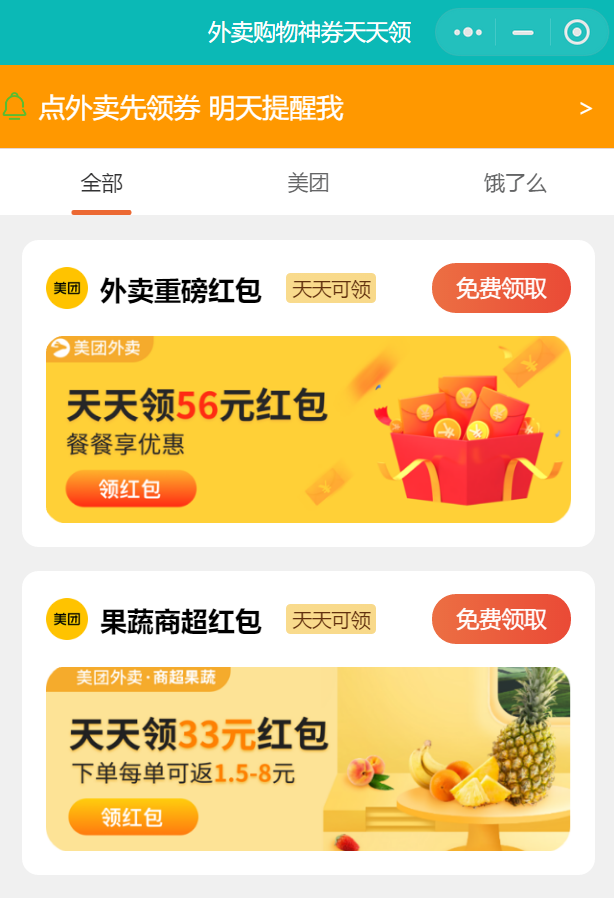 外卖购物神券天天领
点外卖先领券 明天提醒我 >
全部 美团 饿了么
美团 外卖重磅红包 天天可领 免费领取
美团外卖
天天领56元红包
餐餐享优惠
领红包
美团 果蔬商超红包 天天可领 免费领取
美团外卖·商超果蔬
天天领33元红包
下单每单可返1.5-8元
领红包